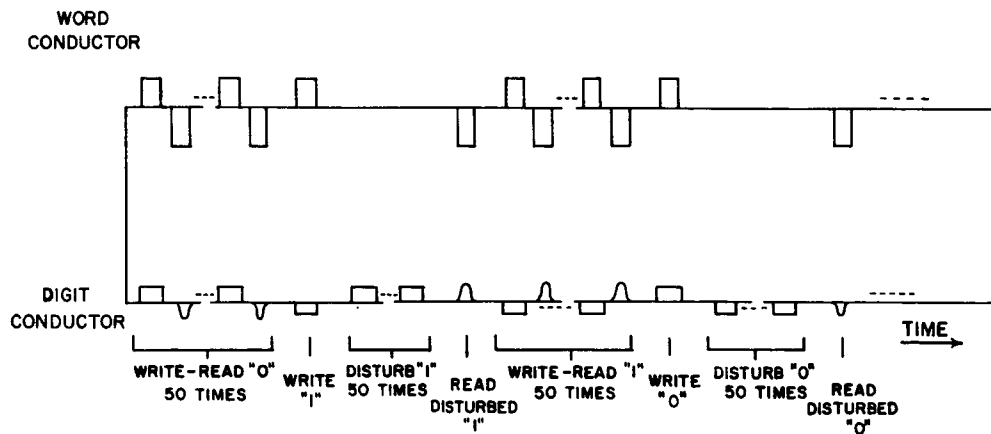 WORD
CONDUCTOR
DIGIT
CONDUCTOR
TIME
WRITE-READ "0"
50 TIMES
WRITE
"1"
DISTURB "1"
50 TIMES
READ
DISTURBED
"1"
WRITE-READ "1"
50 TIMES
WRITE
"0"
DISTURB "0"
50 TIMES
READ
DISTURBED
"0"